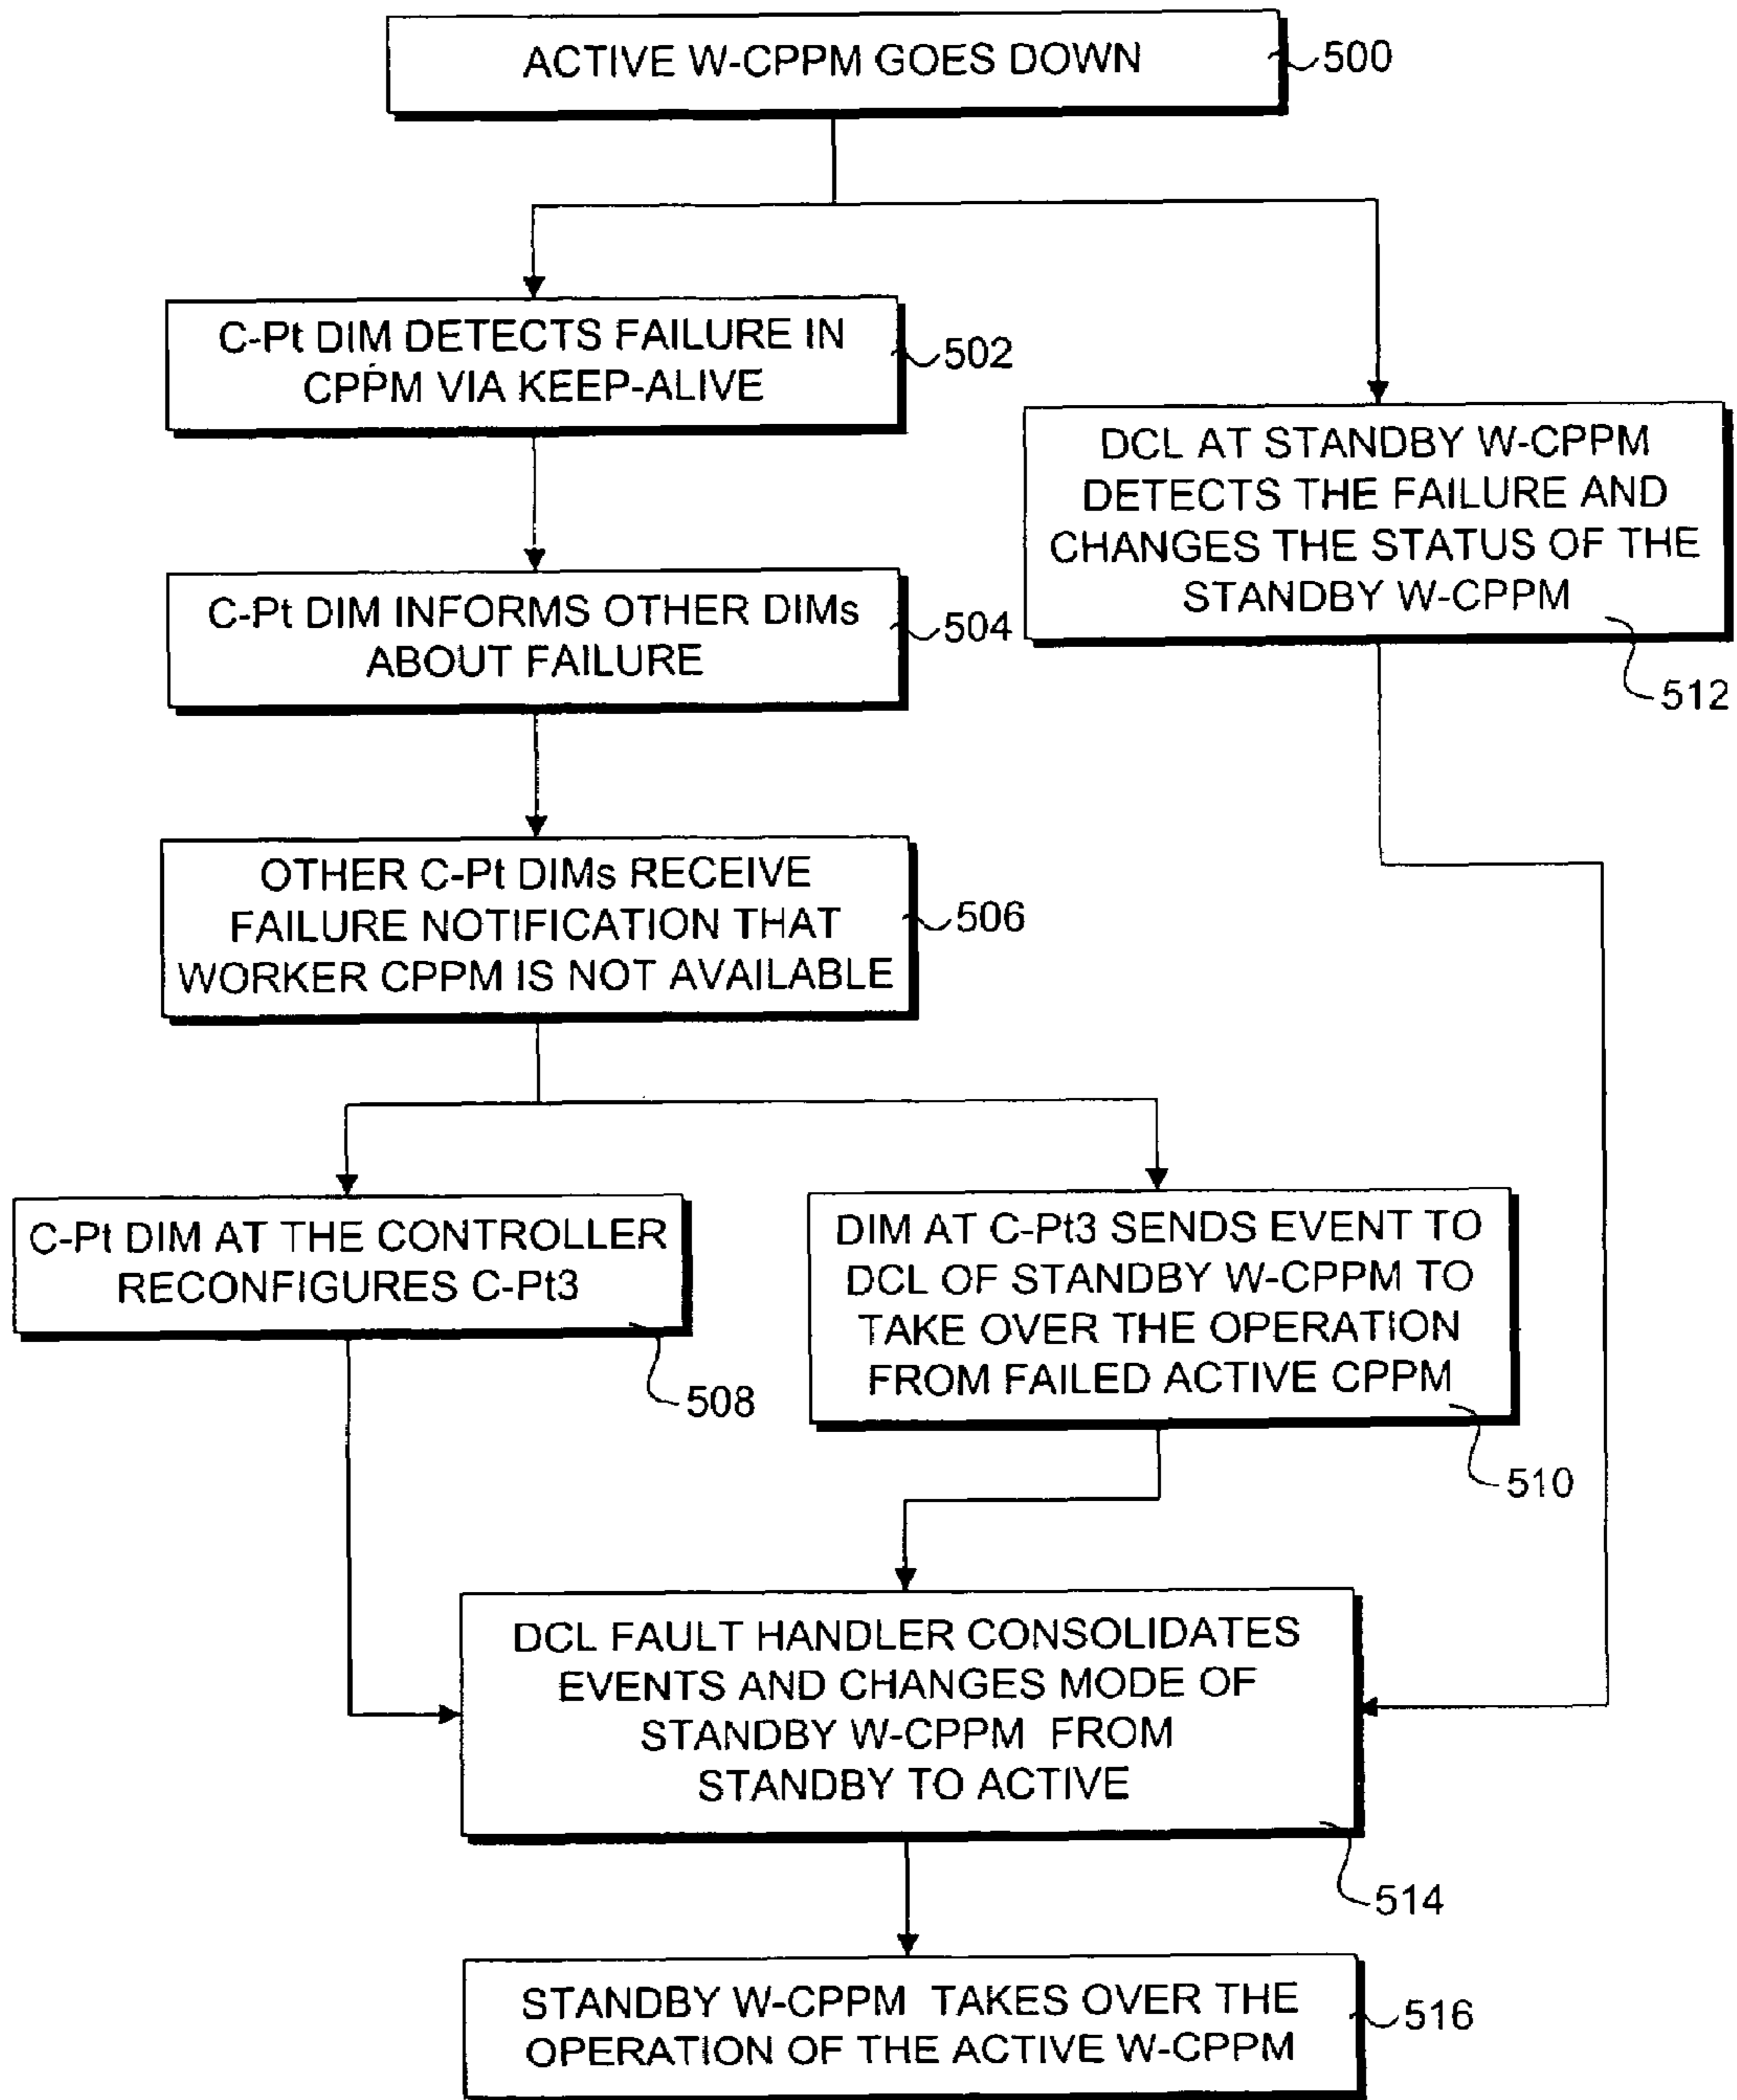 ACTIVE W-CPPM GOES DOWN
500
C-Pt DIM DETECTS FAILURE IN
CPPM VIA KEEP-ALIVE
502
DCL AT STANDBY W-CPPM
DETECTS THE FAILURE AND
CHANGES THE STATUS OF THE
STANDBY W-CPPM
512
C-Pt DIM INFORMS OTHER DIMs
ABOUT FAILURE
504
OTHER C-Pt DIMs RECEIVE
FAILURE NOTIFICATION THAT
WORKER CPPM IS NOT AVAILABLE
506
C-Pt DIM AT THE CONTROLLER
RECONFIGURES C-Pt3
508
DIM AT C-Pt3 SENDS EVENT TO
DCL OF STANDBY W-CPPM TO
TAKE OVER THE OPERATION
FROM FAILED ACTIVE CPPM
510
DCL FAULT HANDLER CONSOLIDATES
EVENTS AND CHANGES MODE OF
STANDBY W-CPPM FROM
STANDBY TO ACTIVE
514
STANDBY W-CPPM TAKES OVER THE
OPERATION OF THE ACTIVE W-CPPM
516